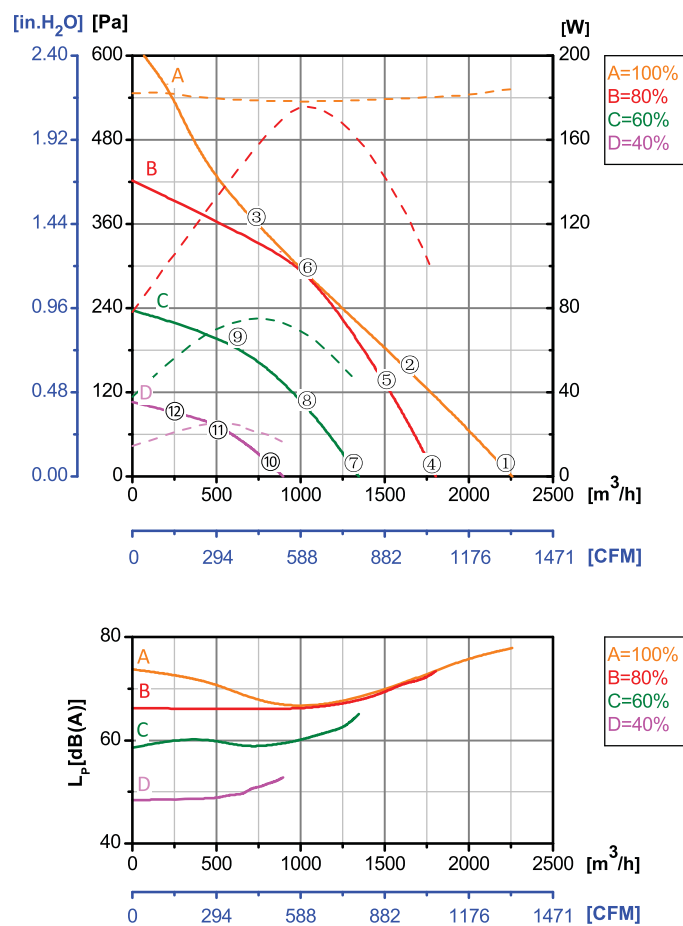 [in.H₂O] [Pa] [W]
2.40 600 200
A A=100%
B=80%
C=60%
D=40%
1.92 480 160
B
1.44 360 ③ 120
⑥
0.96 240 C 80
⑨
②
⑤
0.48 120 D 40
⑧
⑫
⑪
⑩ ⑦ ④ ①
0.00 0 0
0 500 1000 1500 2000 2500 [m³/h]
0 294 588 882 1176 1471 [CFM]
80
A A=100%
B=80%
C=60%
D=40%
B
C
60
Lₚ[dB(A)]
D
40
0 500 1000 1500 2000 2500 [m³/h]
0 294 588 882 1176 1471 [CFM]